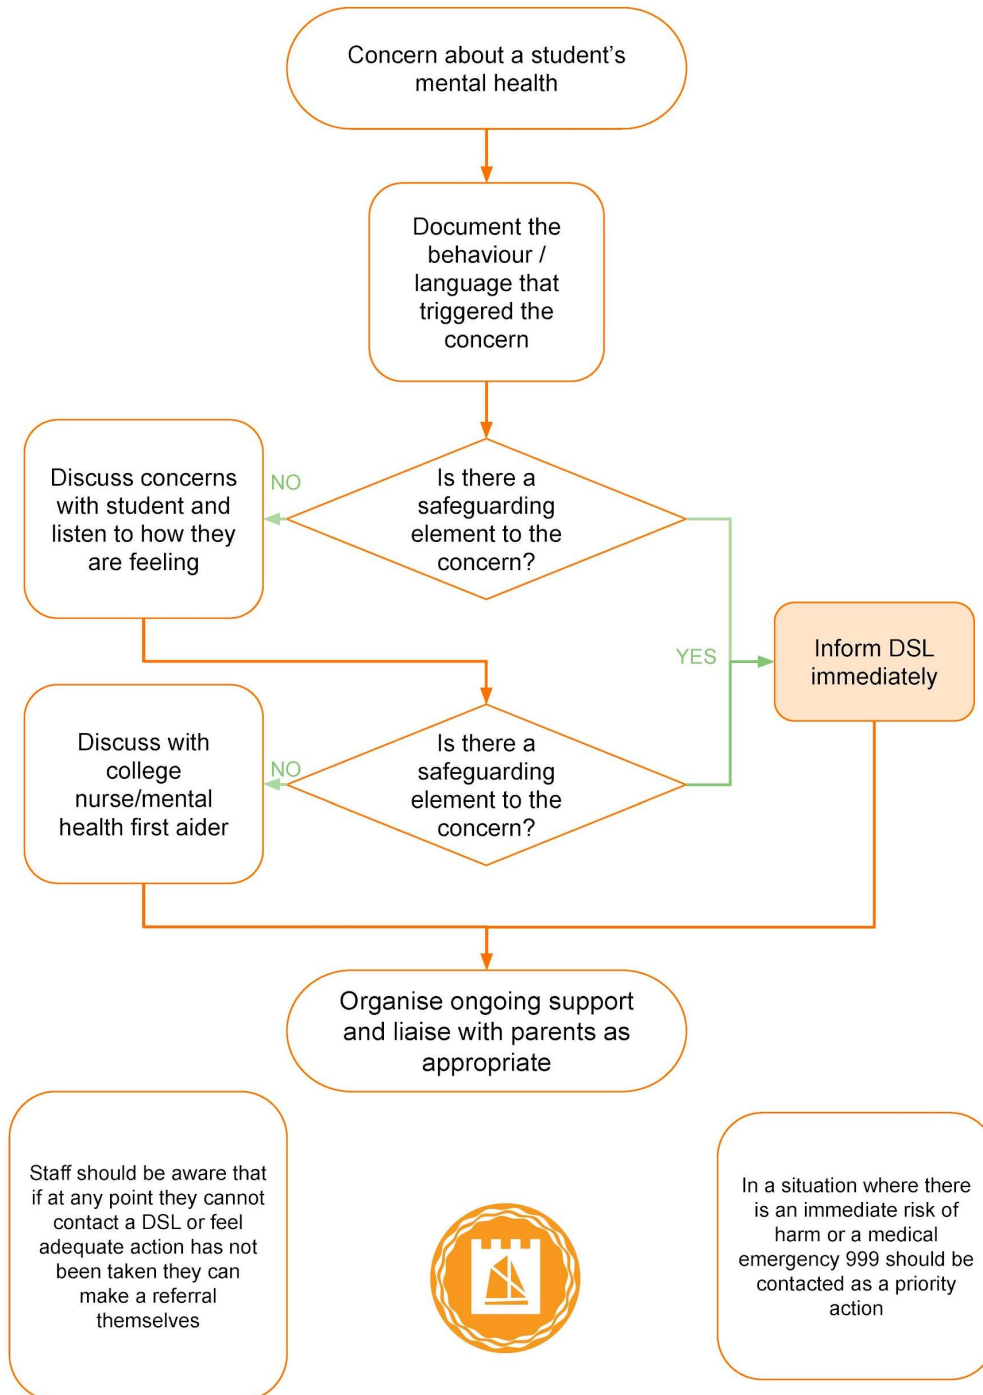 Concern about a student's
mental health
Document the
behaviour /
language that
triggered the
concern
Discuss concerns
with student and
listen to how they
are feeling
NO
Is there a
safeguarding
element to the
concern?
YES
Inform DSL
immediately
Discuss with
college
nurse/mental
health first aider
NO
Is there a
safeguarding
element to the
concern?
Organise ongoing support
and liaise with parents as
appropriate
Staff should be aware that
if at any point they cannot
contact a DSL or feel
adequate action has not
been taken they can
make a referral
themselves
In a situation where there
is an immediate risk of
harm or a medical
emergency 999 should be
contacted as a priority
action